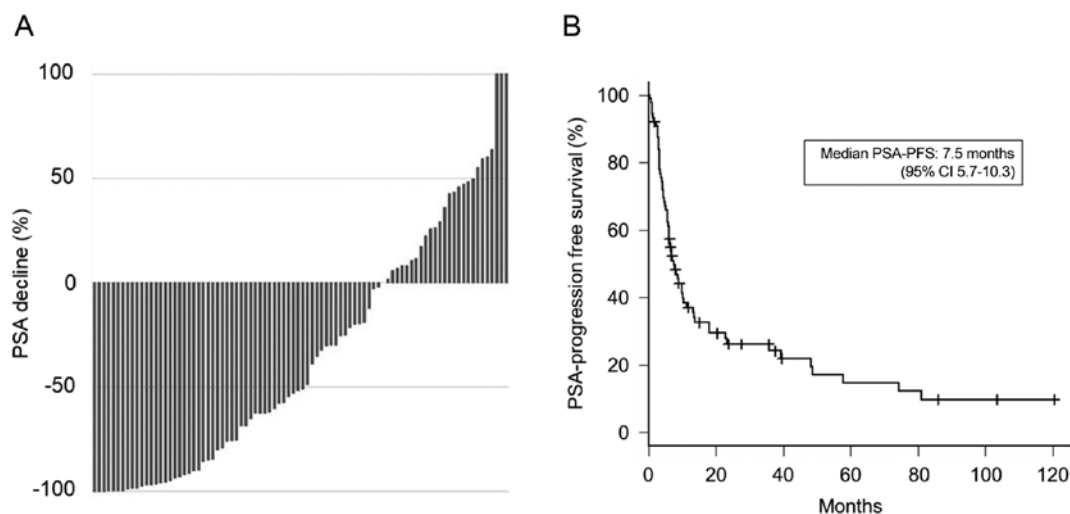 A
PSA decline (%)
100
50
0
-50
-100
B
PSA-progression free survival (%)
100
80
60
40
20
0
Median PSA-PFS: 7.5 months
(95% CI 5.7-10.3)
0 20 40 60 80 100 120
Months